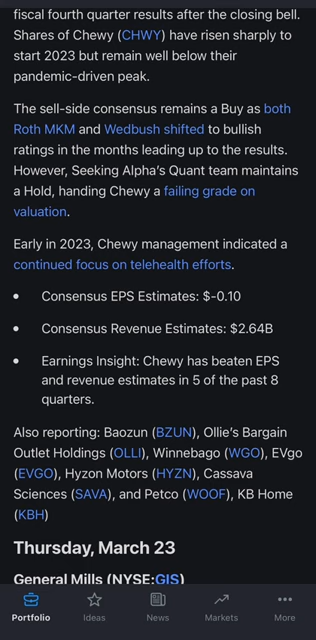 fiscal fourth quarter results after the closing bell.
Shares of Chewy (CHWY) have risen sharply to
start 2023 but remain well below their
pandemic-driven peak.
The sell-side consensus remains a Buy as both
Roth MKM and Wedbush shifted to bullish
ratings in the months leading up to the results.
However, Seeking Alpha's Quant team maintains
a Hold, handing Chewy a failing grade on
valuation.
Early in 2023, Chewy management indicated a
continued focus on telehealth efforts.
• Consensus EPS Estimates: $-0.10
• Consensus Revenue Estimates: $2.64B
• Earnings Insight: Chewy has beaten EPS
and revenue estimates in 5 of the past 8
quarters.
Also reporting: Baozun (BZUN), Ollie's Bargain
Outlet Holdings (OLLI), Winnebago (WGO), EVgo
(EVGO), Hyzon Motors (HYZN), Cassava
Sciences (SAVA), and Petco (WOOF), KB Home
(KBH)
Thursday, March 23
General Mills (NYSE:GIS)
Portfolio Ideas News Markets More